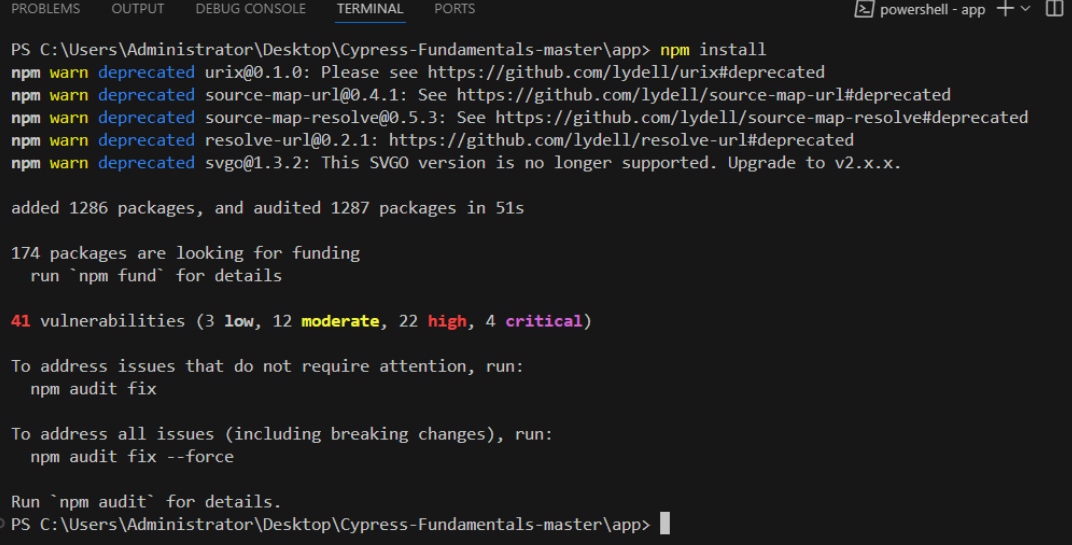 PROBLEMS OUTPUT DEBUG CONSOLE TERMINAL PORTS powershell - app
PS C:\Users\Administrator\Desktop\Cypress-Fundamentals-master\app> npm install
npm warn deprecated urix@0.1.0: Please see https://github.com/lydell/urix#deprecated
npm warn deprecated source-map-url@0.4.1: See https://github.com/lydell/source-map-url#deprecated
npm warn deprecated source-map-resolve@0.5.3: See https://github.com/lydell/source-map-resolve#deprecated
npm warn deprecated resolve-url@0.2.1: https://github.com/lydell/resolve-url#deprecated
npm warn deprecated svgo@1.3.2: This SVGO version is no longer supported. Upgrade to v2.x.x.
added 1286 packages, and audited 1287 packages in 51s
174 packages are looking for funding
run `npm fund` for details
41 vulnerabilities (3 low, 12 moderate, 22 high, 4 critical)
To address issues that do not require attention, run:
npm audit fix
To address all issues (including breaking changes), run:
npm audit fix --force
Run `npm audit` for details.
PS C:\Users\Administrator\Desktop\Cypress-Fundamentals-master\app>